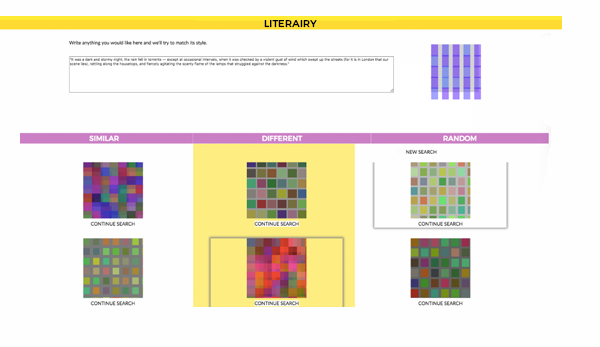 LITERAIRY
Write anything you would like here and we'll try to match its style.
"It was a dark and stormy night; the rain fell in torrents — except at occasional intervals, when it was checked by a violent gust of wind which swept up the streets (for it is in London that our
scene lies), rattling along the housetops, and fiercely agitating the scanty flame of the lamps that struggled against the darkness."
SIMILAR
DIFFERENT
RANDOM
NEW SEARCH
CONTINUE SEARCH
CONTINUE SEARCH
CONTINUE SEARCH
CONTINUE SEARCH
CONTINUE SEARCH
CONTINUE SEARCH